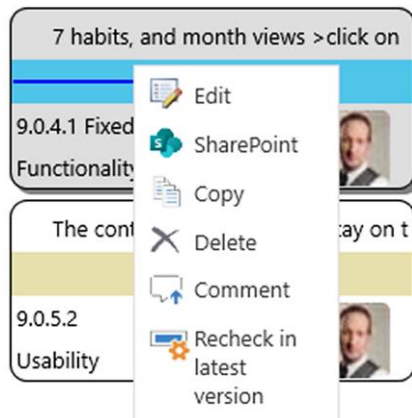 7 habits, and month views >click on
Edit
9.0.4.1 Fixed
SharePoint
Functionality
Copy
Delete
The cont
tay on t
Comment
9.0.5.2
Recheck in
Usability
latest
version